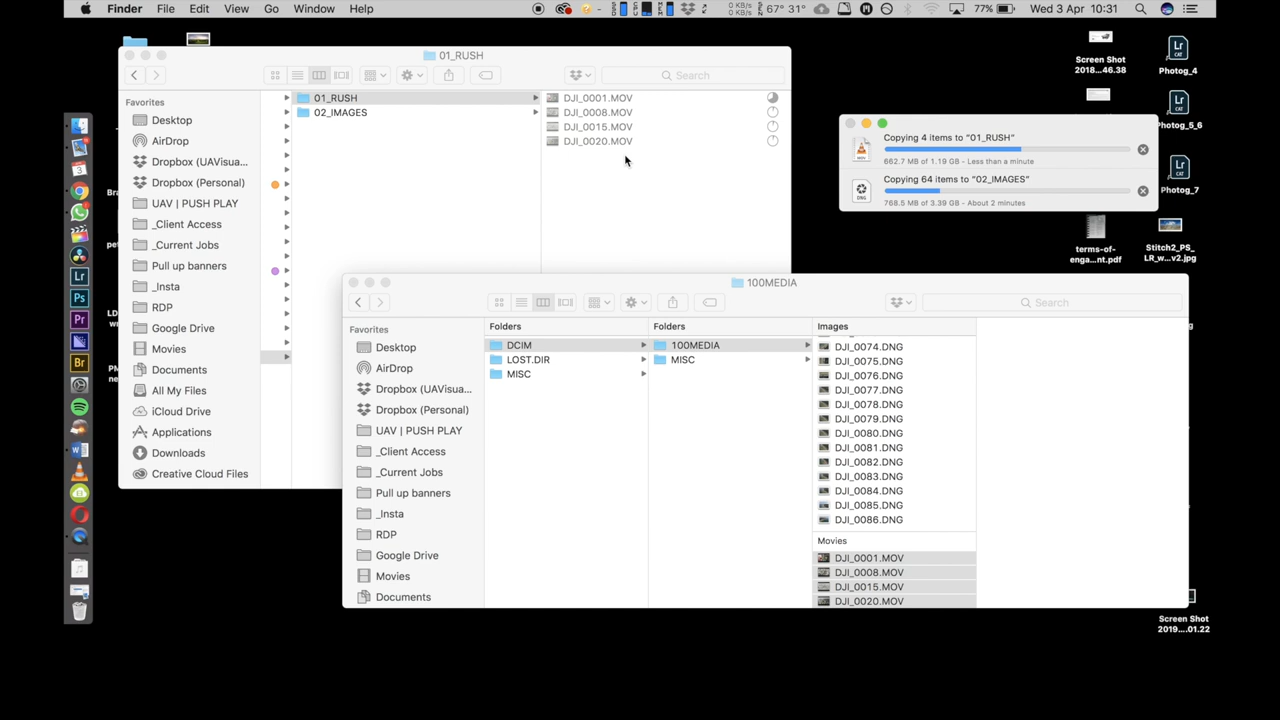 Finder File Edit View Go Window Help
0 KB/s
0 KB/s
67° 31°
77%
Wed 3 Apr 10:31
01_RUSH
Search
Favorites
Desktop
AirDrop
Dropbox (UAVisua...
Dropbox (Personal)
UAV | PUSH PLAY
_Client Access
_Current Jobs
Pull up banners
_Insta
RDP
Google Drive
Movies
Documents
All My Files
iCloud Drive
Applications
Downloads
Creative Cloud Files
01_RUSH
02_IMAGES
DJI_0001.MOV
DJI_0008.MOV
DJI_0015.MOV
DJI_0020.MOV
Copying 4 items to “01_RUSH”
662.7 MB of 1.19 GB - Less than a minute
Copying 64 items to “02_IMAGES”
768.5 MB of 3.39 GB - About 2 minutes
Screen Shot
2018...46.38
Photog_4
Photog_5_6
Photog_7
terms-of-
enga...nt.pdf
Stitch2_PS_
LR_w...v2.jpg
100MEDIA
Search
Favorites
Desktop
AirDrop
Dropbox (UAVisua...
Dropbox (Personal)
UAV | PUSH PLAY
_Client Access
_Current Jobs
Pull up banners
_Insta
RDP
Google Drive
Movies
Documents
Folders
DCIM
LOST.DIR
MISC
Folders
100MEDIA
MISC
Images
DJI_0074.DNG
DJI_0075.DNG
DJI_0076.DNG
DJI_0077.DNG
DJI_0078.DNG
DJI_0079.DNG
DJI_0080.DNG
DJI_0081.DNG
DJI_0082.DNG
DJI_0083.DNG
DJI_0084.DNG
DJI_0085.DNG
DJI_0086.DNG
Movies
DJI_0001.MOV
DJI_0008.MOV
DJI_0015.MOV
DJI_0020.MOV
Screen Shot
2019....01.22
Lr
Ps
Pr
Br